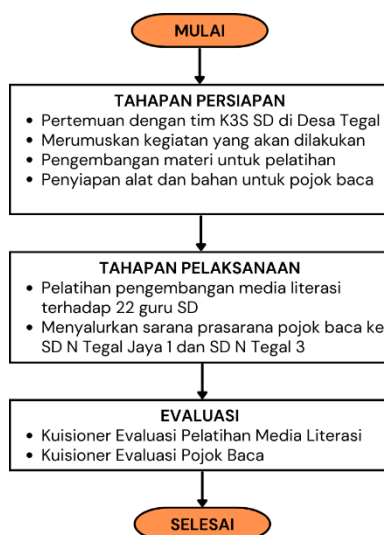 MULAI
TAHAPAN PERSIAPAN
• Pertemuan dengan tim K3S SD di Desa Tegal
• Merumuskan kegiatan yang akan dilakukan
• Pengembangan materi untuk pelatihan
• Penyiapan alat dan bahan untuk pojok baca
TAHAPAN PELAKSANAAN
• Pelatihan pengembangan media literasi
terhadap 22 guru SD
• Menyalurkan sarana prasarana pojok baca ke
SD N Tegal Jaya 1 dan SD N Tegal 3
EVALUASI
• Kuisioner Evaluasi Pelatihan Media Literasi
• Kuisioner Evaluasi Pojok Baca
SELESAI